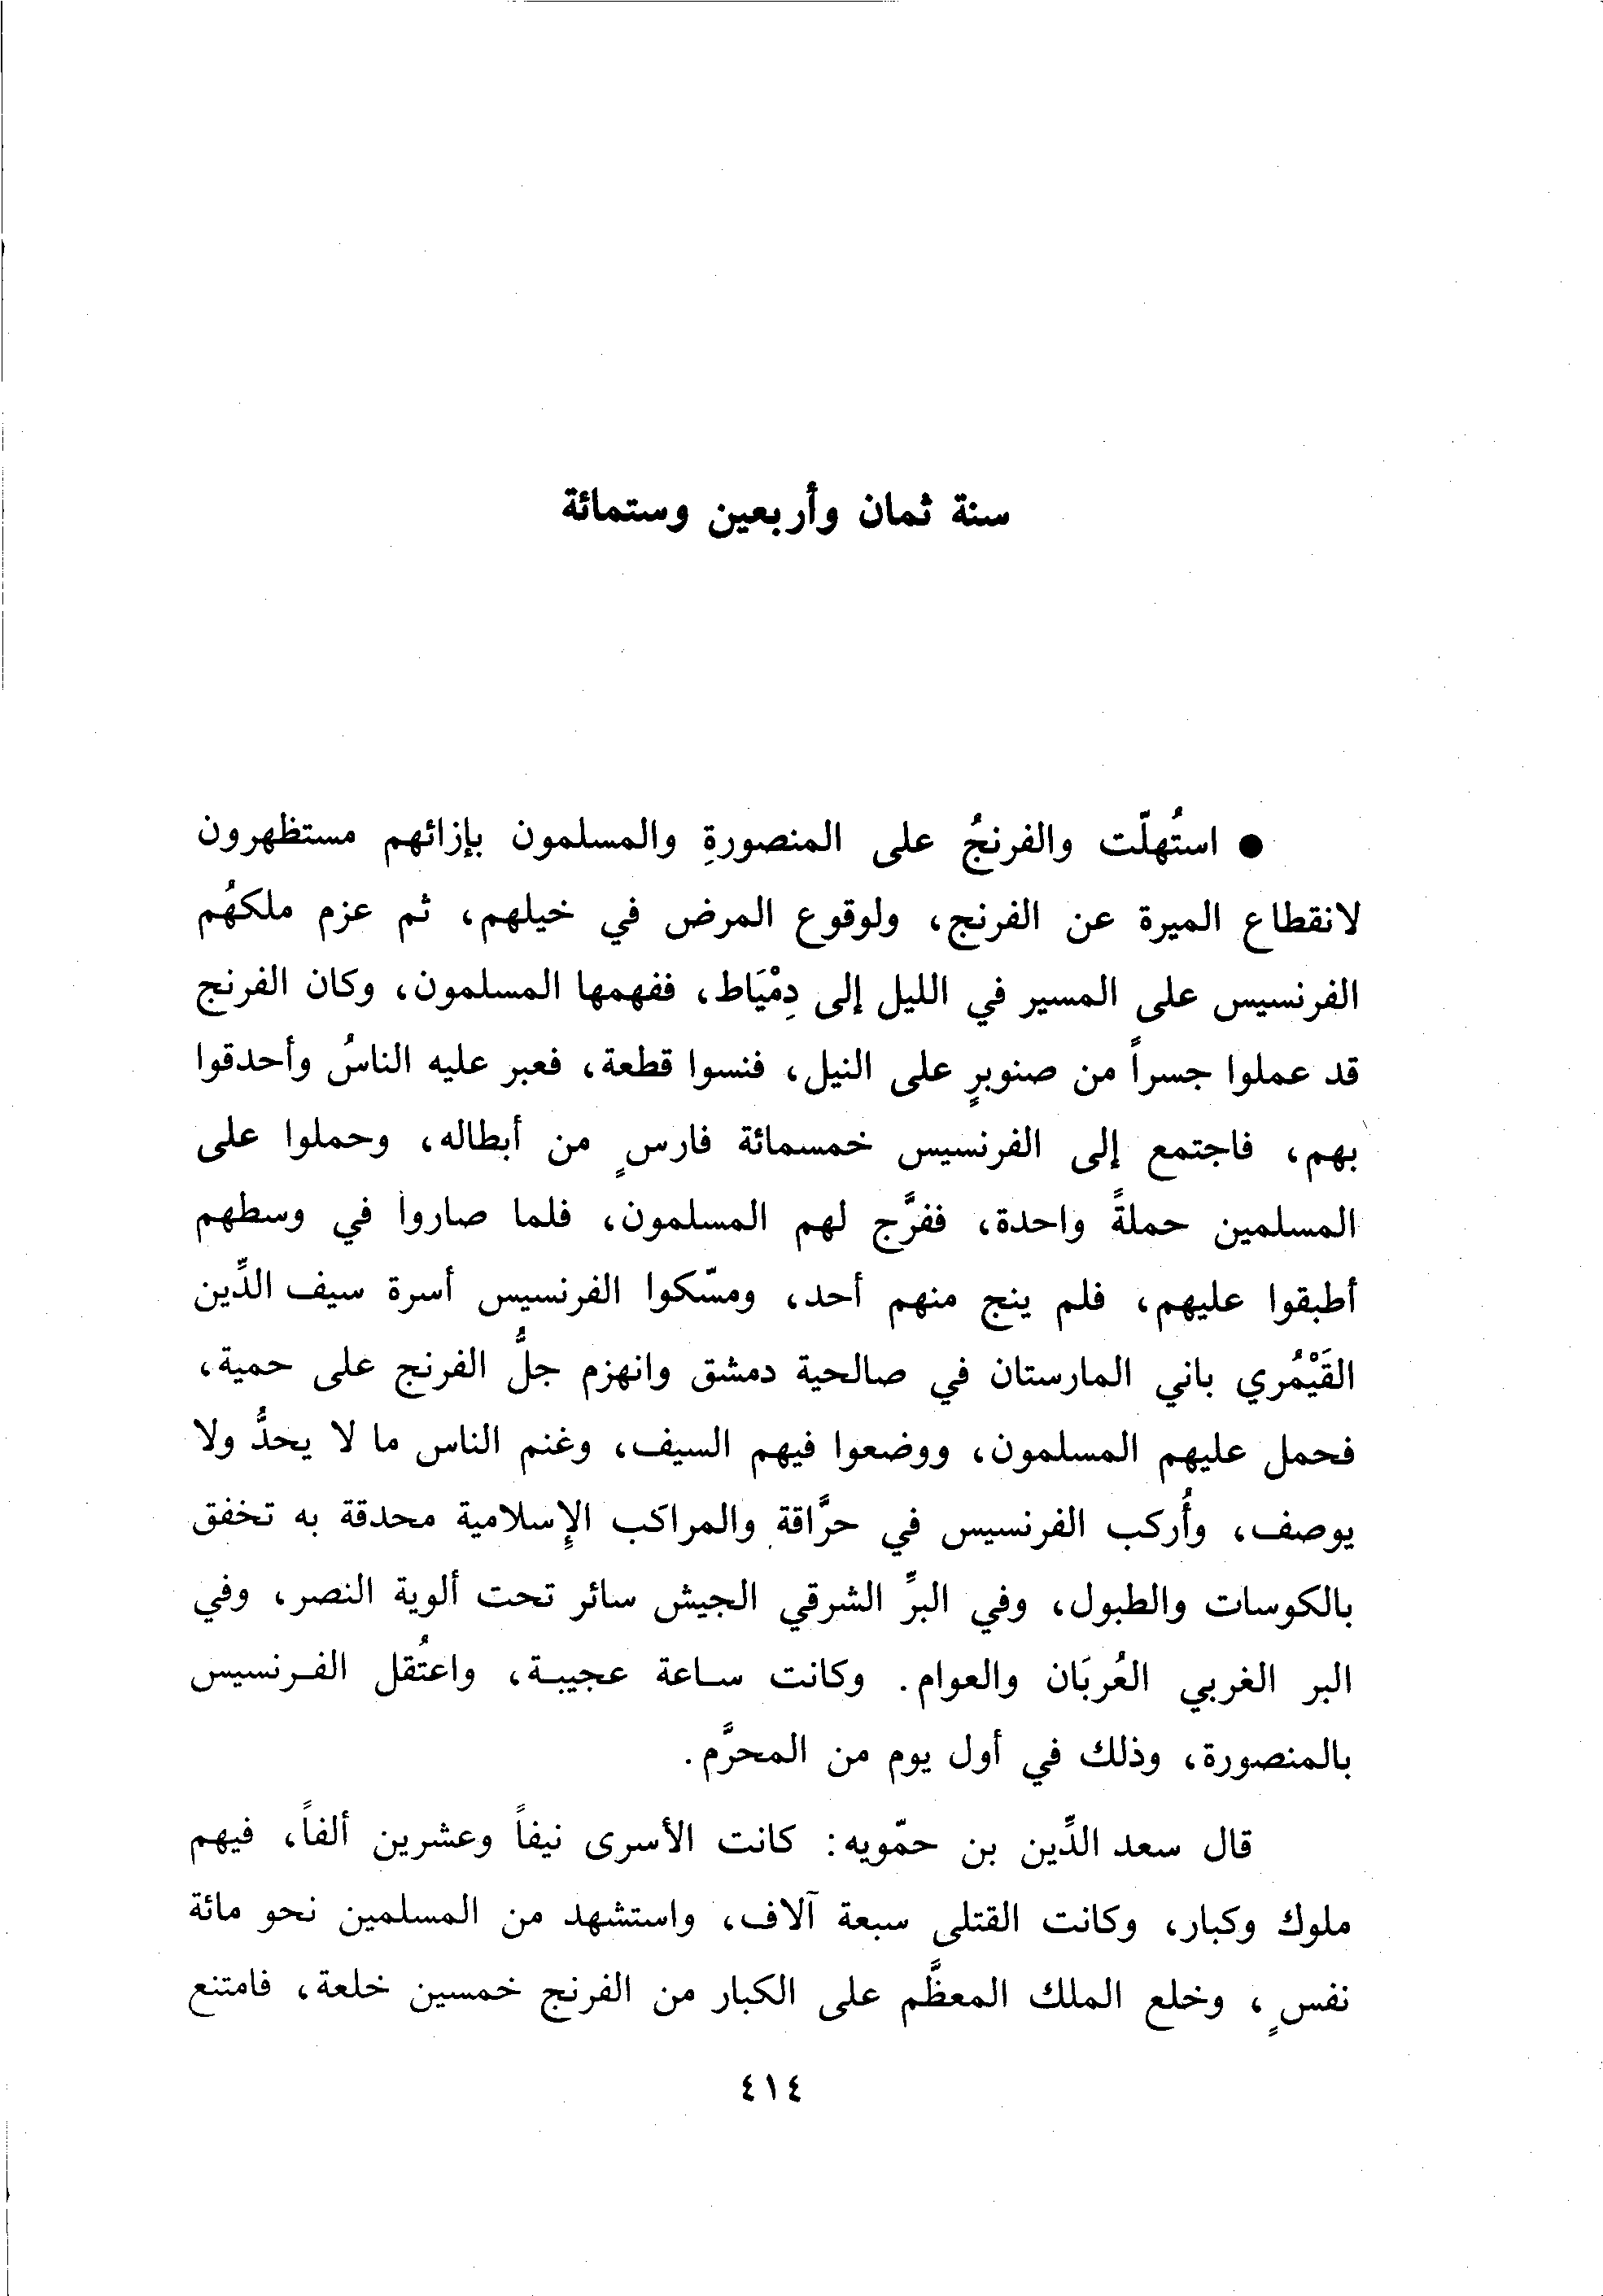 سنة ثمان وأربعين وستمائة
● استُهلّت والفرنجُ على المنصورةِ والمسلمون بإزائهم مستظهرون
لانقطاع الميرة عن الفرنج، ولوقوع المرض في خيلهم، ثم عزم ملكهُم
الفرنسيس على المسير في الليل إلى دِمْيَاط، ففهمها المسلمون، وكان الفرنج
قد عملوا جسراً من صنوبرٍ على النيل، فنسوا قطعة، فعبر عليه الناسُ وأحدقوا
بهم، فاجتمع إلى الفرنسيس خمسمائة فارسٍ من أبطاله، وحملوا على
المسلمين حملةً واحدة، ففرَّج لهم المسلمون، فلما صاروا في وسطهم
أطبقوا عليهم، فلم ينج منهم أحد، ومسّكوا الفرنسيس أسرة سيف الدِّين
القَيْمُري باني المارستان في صالحية دمشق وانهزم جلُّ الفرنج على حمية،
فحمل عليهم المسلمون، ووضعوا فيهم السيف، وغنم الناس ما لا يحدُّ ولا
يوصف، وأُركب الفرنسيس في حرَّاقة والمراكب الإسلامية محدقة به تخفق
بالكوسات والطبول، وفي البرِّ الشرقي الجيش سائر تحت ألوية النصر، وفي
البر الغربي العُربَان والعوام. وكانت ساعة عجيبة، واعتُقل الفرنسيس
بالمنصورة، وذلك في أول يوم من المحرَّم.
قال سعد الدِّين بن حمّويه: كانت الأسرى نيفاً وعشرين ألفاً، فيهم
ملوك وكبار، وكانت القتلى سبعة آلاف، واستشهد من المسلمين نحو مائة
نفسٍ، وخلع الملك المعظَّم على الكبار من الفرنج خمسين خلعة، فامتنع
٤١٤